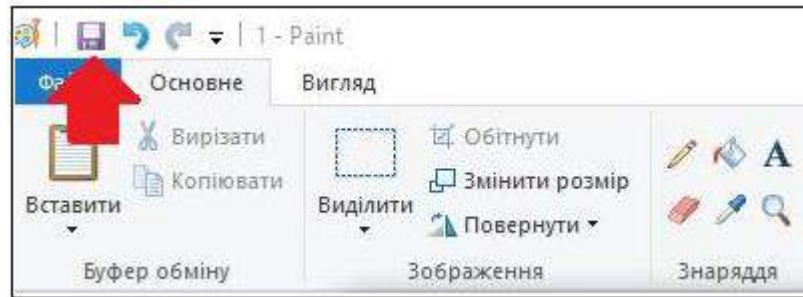 1 - Paint
Основне Вигляд
Вирізати
Копіювати
Вставити
Буфер обміну
Виділити
Обітнути
Змінити розмір
Повернути
Зображення
A
Знаряддя